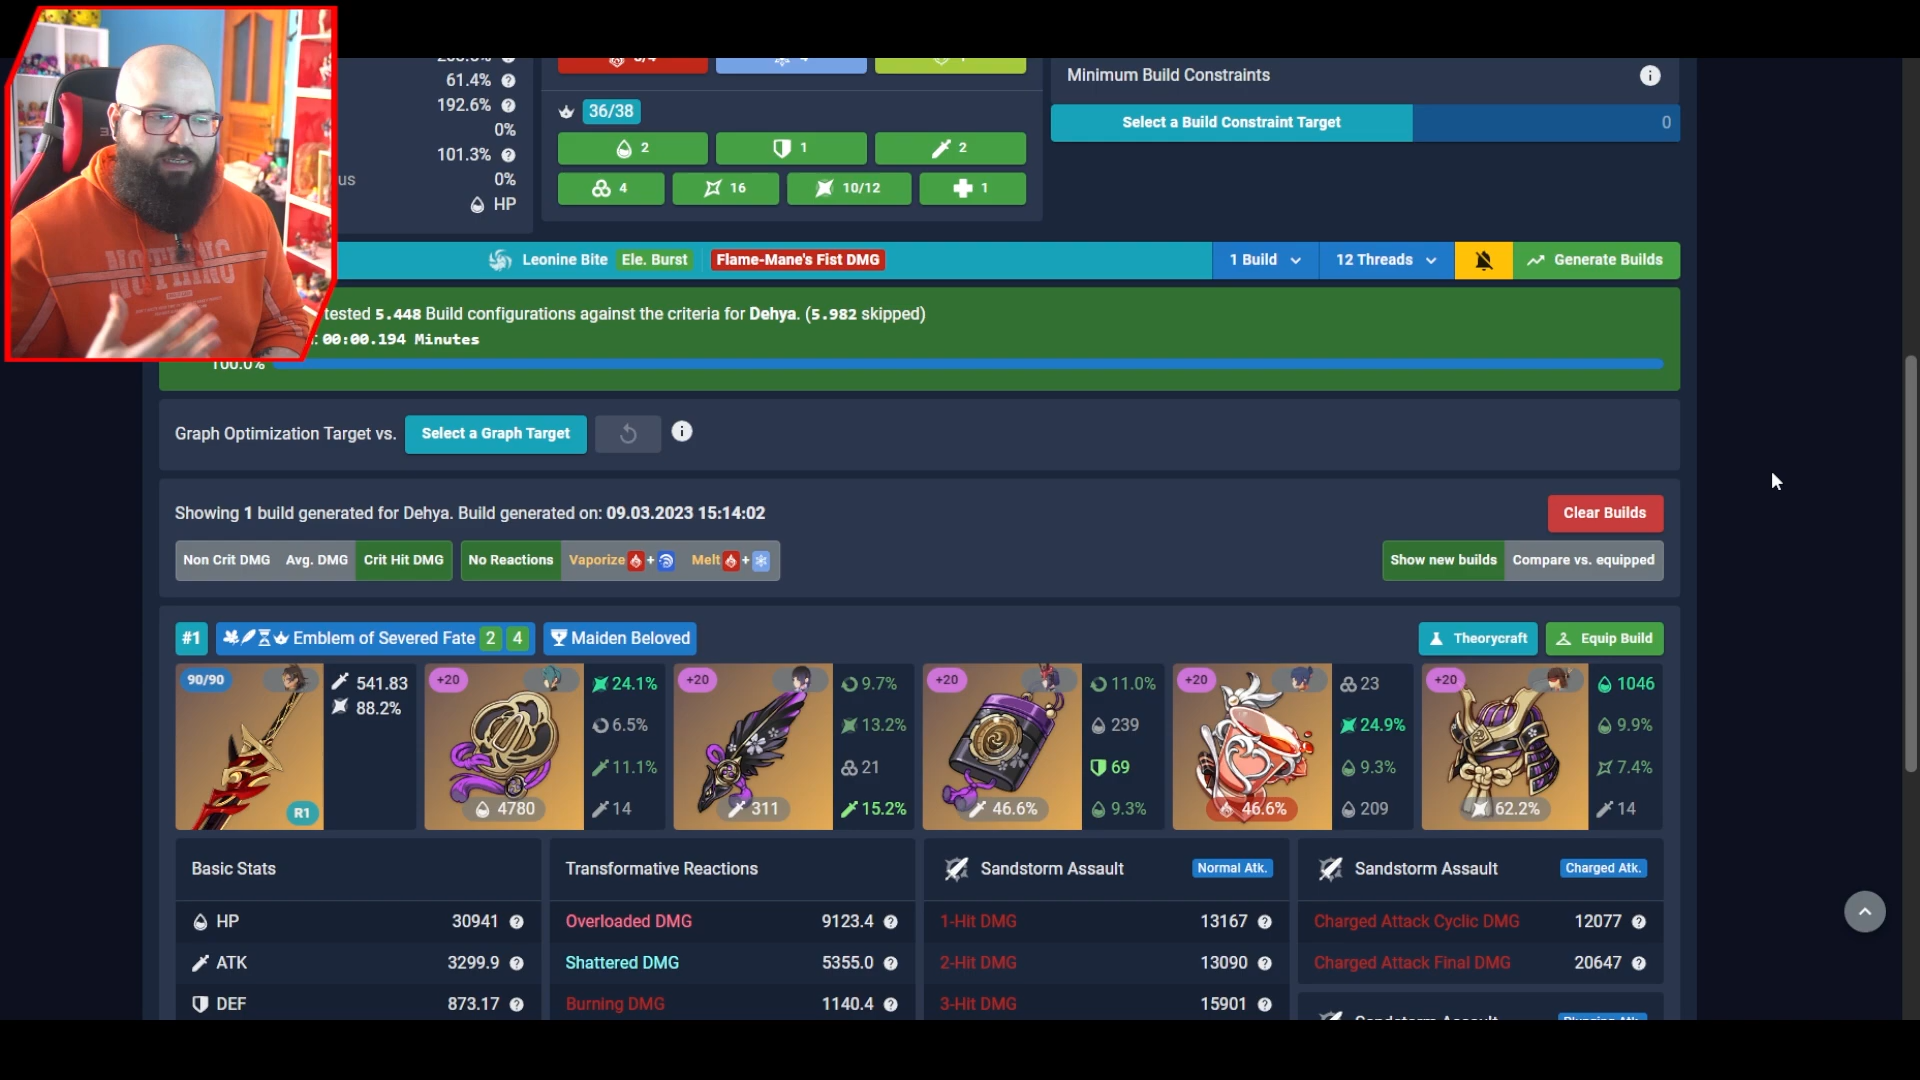 61.4%
192.6%
0%
101.3%
us 0%
HP
36/38
2 1 2
4 16 10/12 1
Minimum Build Constraints
Select a Build Constraint Target 0
NOTHING
Leonine Bite Ele. Burst Flame-Mane's Fist DMG 1 Build 12 Threads Generate Builds
tested 5.448 Build configurations against the criteria for Dehya. (5.982 skipped)
: 00:00.194 Minutes
100.0%
Graph Optimization Target vs. Select a Graph Target
Showing 1 build generated for Dehya. Build generated on: 09.03.2023 15:14:02 Clear Builds
Non Crit DMG Avg. DMG Crit Hit DMG No Reactions Vaporize + Melt + Show new builds Compare vs. equipped
#1 Emblem of Severed Fate 2 4 Maiden Beloved Theorycraft Equip Build
90/90 541.83 88.2% R1
+20 24.1% 6.5% 11.1% 14 4780
+20 9.7% 13.2% 21 15.2% 311
+20 11.0% 239 69 9.3% 46.6%
+20 23 24.9% 9.3% 209 46.6%
+20 1046 9.9% 7.4% 14 62.2%
Basic Stats
HP 30941
ATK 3299.9
DEF 873.17
Transformative Reactions
Overloaded DMG 9123.4
Shattered DMG 5355.0
Burning DMG 1140.4
Sandstorm Assault Normal Atk.
1-Hit DMG 13167
2-Hit DMG 13090
3-Hit DMG 15901
Sandstorm Assault Charged Atk.
Charged Attack Cyclic DMG 12077
Charged Attack Final DMG 20647